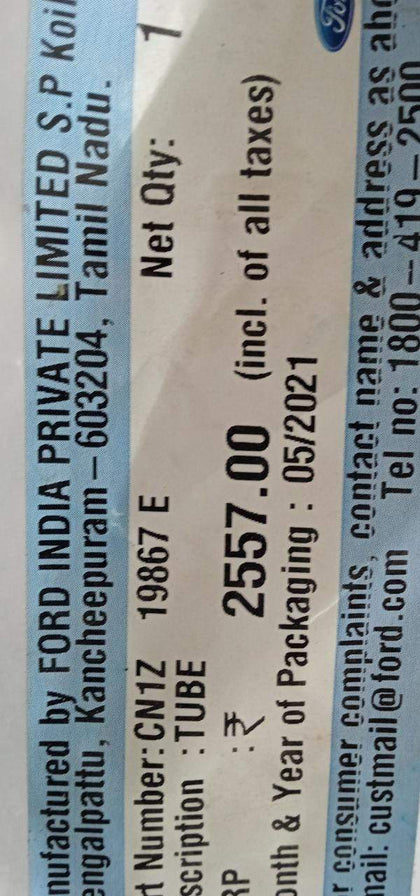 nufactured by FORD INDIA PRIVATE LIMITED S.P Koil
engalpattu, Kancheepuram – 603204, Tamil Nadu.
rt Number: CN1Z 19867 E Net Qty: 1
scription : TUBE
RP : ₹ 2557.00 (incl. of all taxes)
onth & Year of Packaging : 05/2021
Ford
consumer complaints, contact name & address as abo
ail: custmail@ford.com Tel no: 1800–419–2500